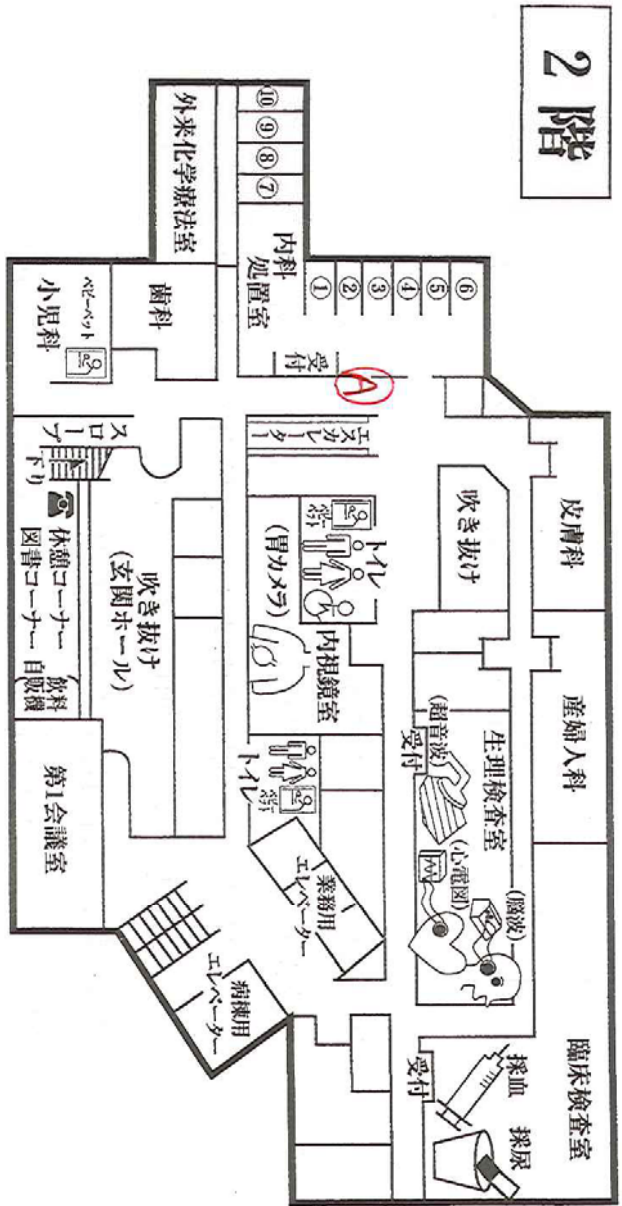 2階
外来化学療法室
⑩
⑨
⑧
⑦
内科
処置室
①
②
③
④
⑤
⑥
受付
A
歯科
ベビーベット
小児科
スロープ
下り
エスカレーター
吹き抜け
皮膚科
トイレ
(胃カメラ)
内視鏡室
吹き抜け
(玄関ホール)
休憩コーナー
図書コーナー
飲料
自販機
産婦人科
生理検査室
(超音波)
受付
(心電図)
(脳波)
トイレ
業務用
エレベーター
第1会議室
病棟用
エレベーター
臨床検査室
採血
受付
採尿